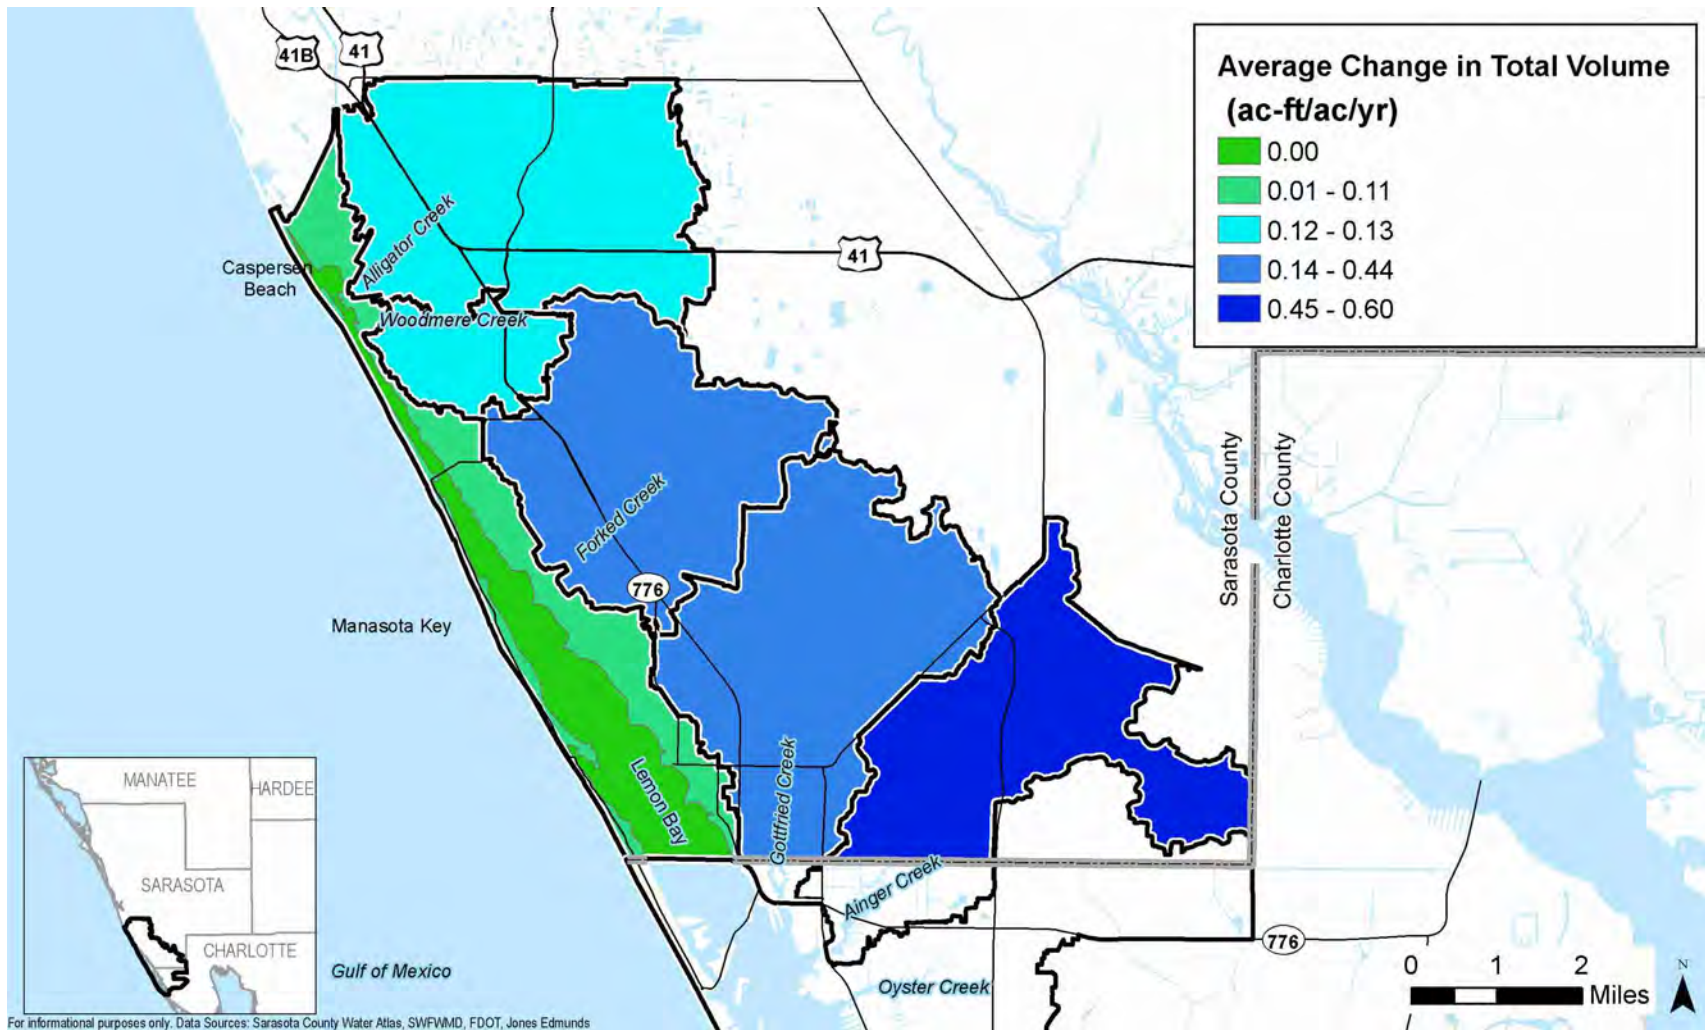 41B
41
Average Change in Total Volume
(ac-ft/ac/yr)
0.00
0.01 - 0.11
0.12 - 0.13
0.14 - 0.44
0.45 - 0.60
Alligator Creek
41
Caspersen
Beach
Woodmere Creek
Sarasota County
Charlotte County
Forked Creek
776
Manasota Key
Lemon Bay
Gottfried Creek
Ainger Creek
776
Oyster Creek
Gulf of Mexico
MANATEE
HARDEE
SARASOTA
CHARLOTTE
0 1 2
Miles
N
For informational purposes only. Data Sources: Sarasota County Water Atlas, SWFWMD, FDOT, Jones Edmunds